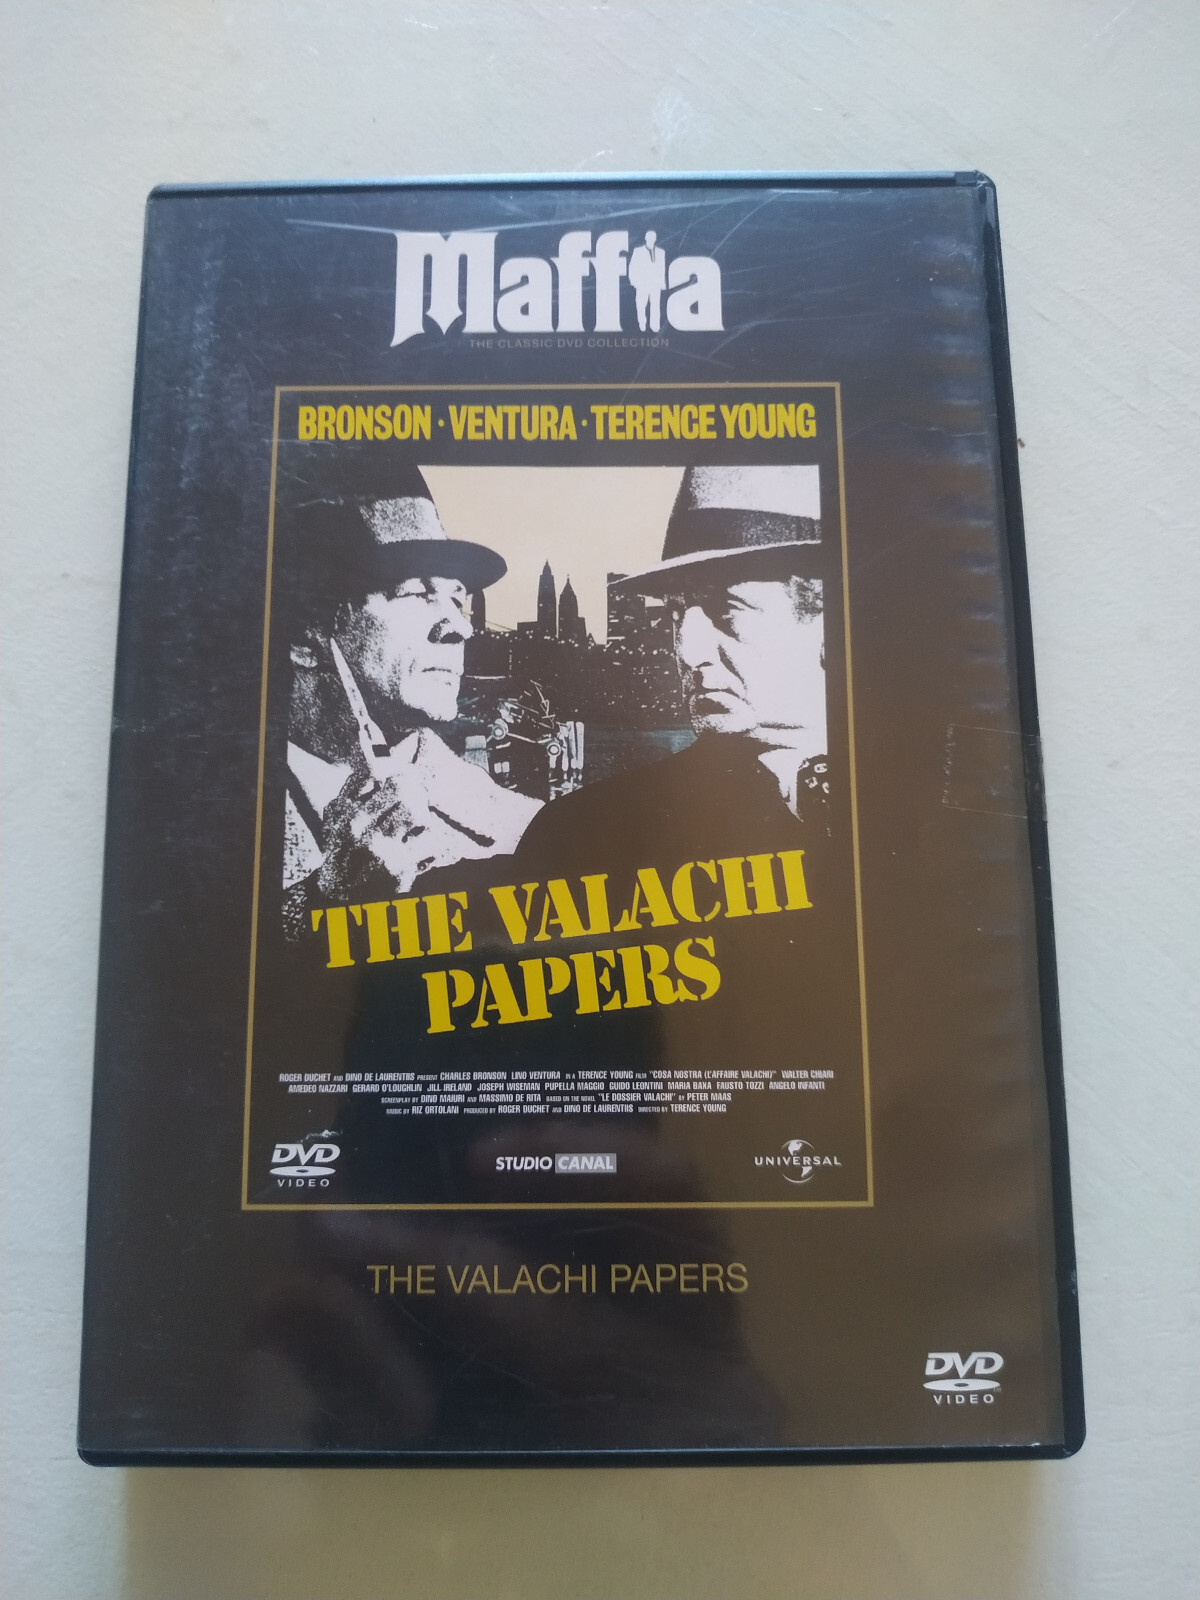 Maffia
THE CLASSIC DVD COLLECTION
BRONSON · VENTURA · TERENCE YOUNG
THE VALACHI
PAPERS
ROGER DUCHET AND DINO DE LAURENTIIS PRESENT CHARLES BRONSON LINO VENTURA IN A TERENCE YOUNG FILM "COSA NOSTRA (L'AFFAIRE VALACHI)" WALTER CHIARI
AMEDEO NAZZARI GERARD O'LOUGHLIN JILL IRELAND JOSEPH WISEMAN PUPELLA MAGGIO GUIDO LEONTINI MARIA BAXA FAUSTO TOZZI ANGELO INFANTI
SCREENPLAY BY DINO MAIURI AND MASSIMO DE RITA BASED ON THE NOVEL "LE DOSSIER VALACHI" BY PETER MAAS
MUSIC BY RIZ ORTOLANI PRODUCED BY ROGER DUCHET AND DINO DE LAURENTIIS DIRECTED BY TERENCE YOUNG
DVD
VIDEO
STUDIO CANAL
UNIVERSAL
THE VALACHI PAPERS
DVD
VIDEO